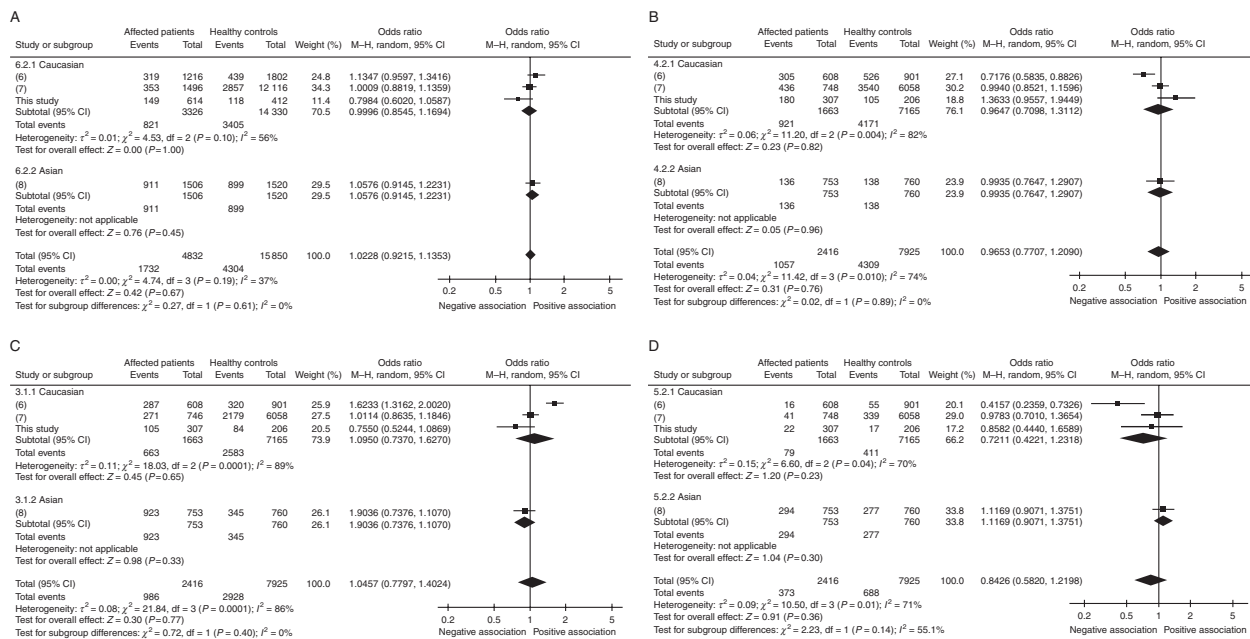 A
Affected patients Healthy controls Odds ratio Odds ratio
Study or subgroup Events Total Events Total Weight (%) M–H, random, 95% CI M–H, random, 95% CI
6.2.1 Caucasian
(6) 319 1216 439 1802 24.8 1.1347 (0.9597, 1.3416)
(7) 353 1496 2857 12 116 34.3 1.0009 (0.8819, 1.1359)
This study 149 614 118 412 11.4 0.7984 (0.6020, 1.0587)
Subtotal (95% CI) 3326 14 330 70.5 0.9996 (0.8545, 1.1694)
Total events 821 3405
Heterogeneity: τ² = 0.01; χ² = 4.53, df = 2 (P = 0.10); I² = 56%
Test for overall effect: Z = 0.00 (P = 1.00)
6.2.2 Asian
(8) 911 1506 899 1520 29.5 1.0576 (0.9145, 1.2231)
Subtotal (95% CI) 1506 1520 29.5 1.0576 (0.9145, 1.2231)
Total events 911 899
Heterogeneity: not applicable
Test for overall effect: Z = 0.76 (P = 0.45)
Total (95% CI) 4832 15 850 100.0 1.0228 (0.9215, 1.1353)
Total events 1732 4304
Heterogeneity: τ² = 0.00; χ² = 4.74, df = 3 (P = 0.19); I² = 37%
Test for overall effect: Z = 0.42 (P = 0.67)
Test for subgroup differences: χ² = 0.27, df = 1 (P = 0.61); I² = 0%
0.1 0.2 0.5 1 2 5
Negative association Positive association
B
Affected patients Healthy controls Odds ratio Odds ratio
Study or subgroup Events Total Events Total Weight (%) M–H, random, 95% CI M–H, random, 95% CI
4.2.1 Caucasian
(6) 305 608 526 901 27.1 0.7176 (0.5835, 0.8826)
(7) 436 748 3540 6058 30.2 0.9940 (0.8521, 1.1596)
This study 180 307 105 206 18.8 1.3633 (0.9557, 1.9449)
Subtotal (95% CI) 1663 7165 76.1 0.9647 (0.7098, 1.3112)
Total events 921 4171
Heterogeneity: τ² = 0.06; χ² = 11.20, df = 2 (P = 0.004); I² = 82%
Test for overall effect: Z = 0.23 (P = 0.82)
4.2.2 Asian
(8) 136 753 138 760 23.9 0.9935 (0.7647, 1.2907)
Subtotal (95% CI) 753 760 23.9 0.9935 (0.7647, 1.2907)
Total events 136 138
Heterogeneity: not applicable
Test for overall effect: Z = 0.05 (P = 0.96)
Total (95% CI) 2416 7925 100.0 0.9653 (0.7707, 1.2090)
Total events 1057 4309
Heterogeneity: τ² = 0.04; χ² = 11.42, df = 3 (P = 0.010); I² = 74%
Test for overall effect: Z = 0.31 (P = 0.76)
Test for subgroup differences: χ² = 0.02, df = 1 (P = 0.89); I² = 0%
0.1 0.2 0.5 1 2 5
Negative association Positive association
C
Affected patients Healthy controls Odds ratio Odds ratio
Study or subgroup Events Total Events Total Weight (%) M–H, random, 95% CI M–H, random, 95% CI
3.1.1 Caucasian
(6) 287 608 320 901 25.9 1.6233 (1.3162, 2.0020)
(7) 271 746 2179 6058 27.5 1.0114 (0.8635, 1.1846)
This study 105 307 84 206 20.5 0.7550 (0.5244, 1.0869)
Subtotal (95% CI) 1663 7165 73.9 1.0950 (0.7370, 1.6270)
Total events 663 2583
Heterogeneity: τ² = 0.11; χ² = 18.03, df = 2 (P = 0.0001); I² = 89%
Test for overall effect: Z = 0.45 (P = 0.65)
3.1.2 Asian
(8) 923 753 345 760 26.1 1.9036 (0.7376, 1.1070)
Subtotal (95% CI) 753 760 26.1 1.9036 (0.7376, 1.1070)
Total events 923 345
Heterogeneity: not applicable
Test for overall effect: Z = 0.98 (P = 0.33)
Total (95% CI) 2416 7925 100.0 1.0457 (0.7797, 1.4024)
Total events 986 2928
Heterogeneity: τ² = 0.08; χ² = 21.84, df = 3 (P = 0.0001); I² = 86%
Test for overall effect: Z = 0.30 (P = 0.77)
Test for subgroup differences: χ² = 0.72, df = 1 (P = 0.40); I² = 0%
0.1 0.2 0.5 1 2 5
Negative association Positive association
D
Affected patients Healthy controls Odds ratio Odds ratio
Study or subgroup Events Total Events Total Weight (%) M–H, random, 95% CI M–H, random, 95% CI
5.2.1 Caucasian
(6) 16 608 55 901 20.1 0.4157 (0.2359, 0.7326)
(7) 41 748 339 6058 29.0 0.9783 (0.7010, 1.3654)
This study 22 307 17 206 17.2 0.8582 (0.4440, 1.6589)
Subtotal (95% CI) 1663 7165 66.2 0.7211 (0.4221, 1.2318)
Total events 79 411
Heterogeneity: τ² = 0.15; χ² = 6.60, df = 2 (P = 0.04); I² = 70%
Test for overall effect: Z = 1.20 (P = 0.23)
5.2.2 Asian
(8) 294 753 277 760 33.8 1.1169 (0.9071, 1.3751)
Subtotal (95% CI) 753 760 33.8 1.1169 (0.9071, 1.3751)
Total events 294 277
Heterogeneity: not applicable
Test for overall effect: Z = 1.04 (P = 0.30)
Total (95% CI) 2416 7925 100.0 0.8426 (0.5820, 1.2198)
Total events 373 688
Heterogeneity: τ² = 0.09; χ² = 10.50, df = 3 (P = 0.01); I² = 71%
Test for overall effect: Z = 0.91 (P = 0.36)
Test for subgroup differences: χ² = 2.23, df = 1 (P = 0.14); I² = 55.1%
0.1 0.2 0.5 1 2 5
Negative association Positive association